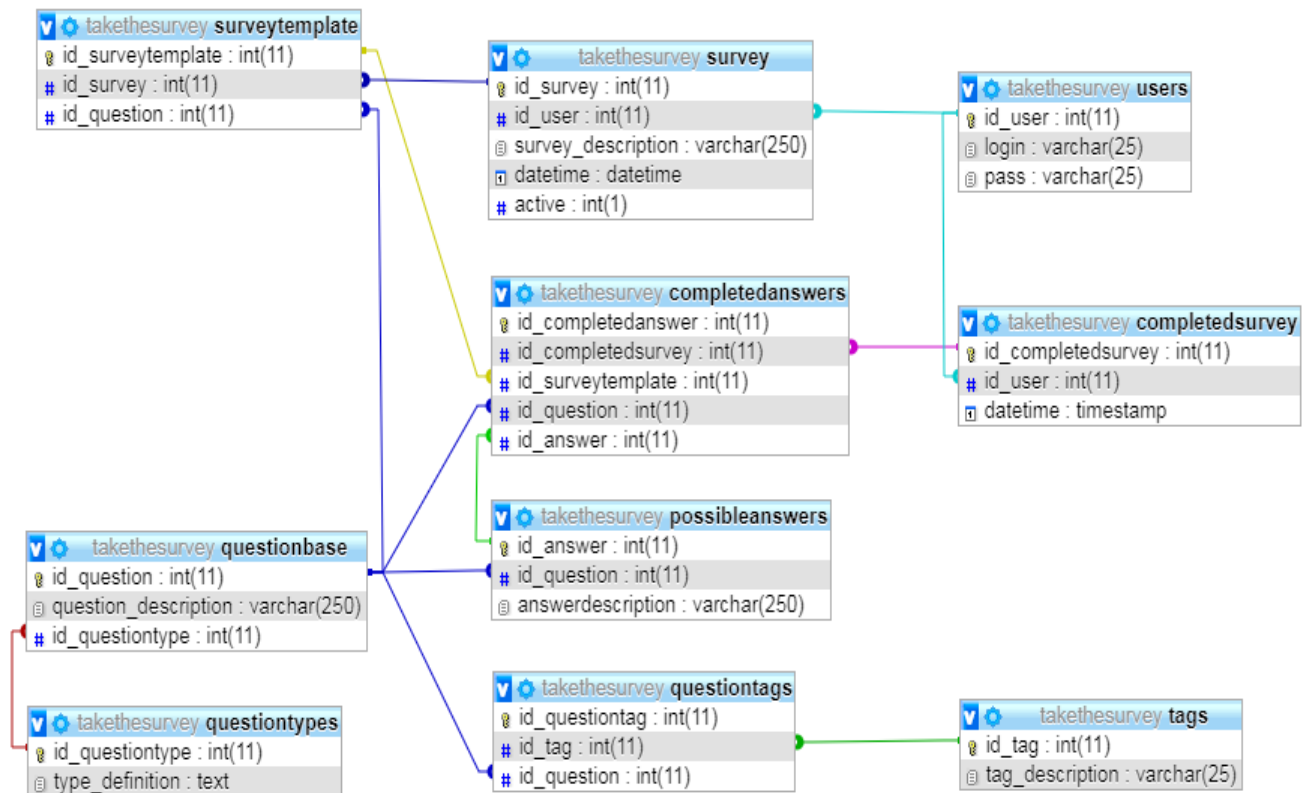 takethesurvey surveytemplate
id_surveytemplate : int(11)
id_survey : int(11)
id_question : int(11)
takethesurvey survey
id_survey : int(11)
id_user : int(11)
survey_description : varchar(250)
datetime : datetime
active : int(1)
takethesurvey users
id_user : int(11)
login : varchar(25)
pass : varchar(25)
takethesurvey completedanswers
id_completedanswer : int(11)
id_completedsurvey : int(11)
id_surveytemplate : int(11)
id_question : int(11)
id_answer : int(11)
takethesurvey completedsurvey
id_completedsurvey : int(11)
id_user : int(11)
datetime : timestamp
takethesurvey questionbase
id_question : int(11)
question_description : varchar(250)
id_questiontype : int(11)
takethesurvey possibleanswers
id_answer : int(11)
id_question : int(11)
answerdescription : varchar(250)
takethesurvey questiontypes
id_questiontype : int(11)
type_definition : text
takethesurvey questiontags
id_questiontag : int(11)
id_tag : int(11)
id_question : int(11)
takethesurvey tags
id_tag : int(11)
tag_description : varchar(25)